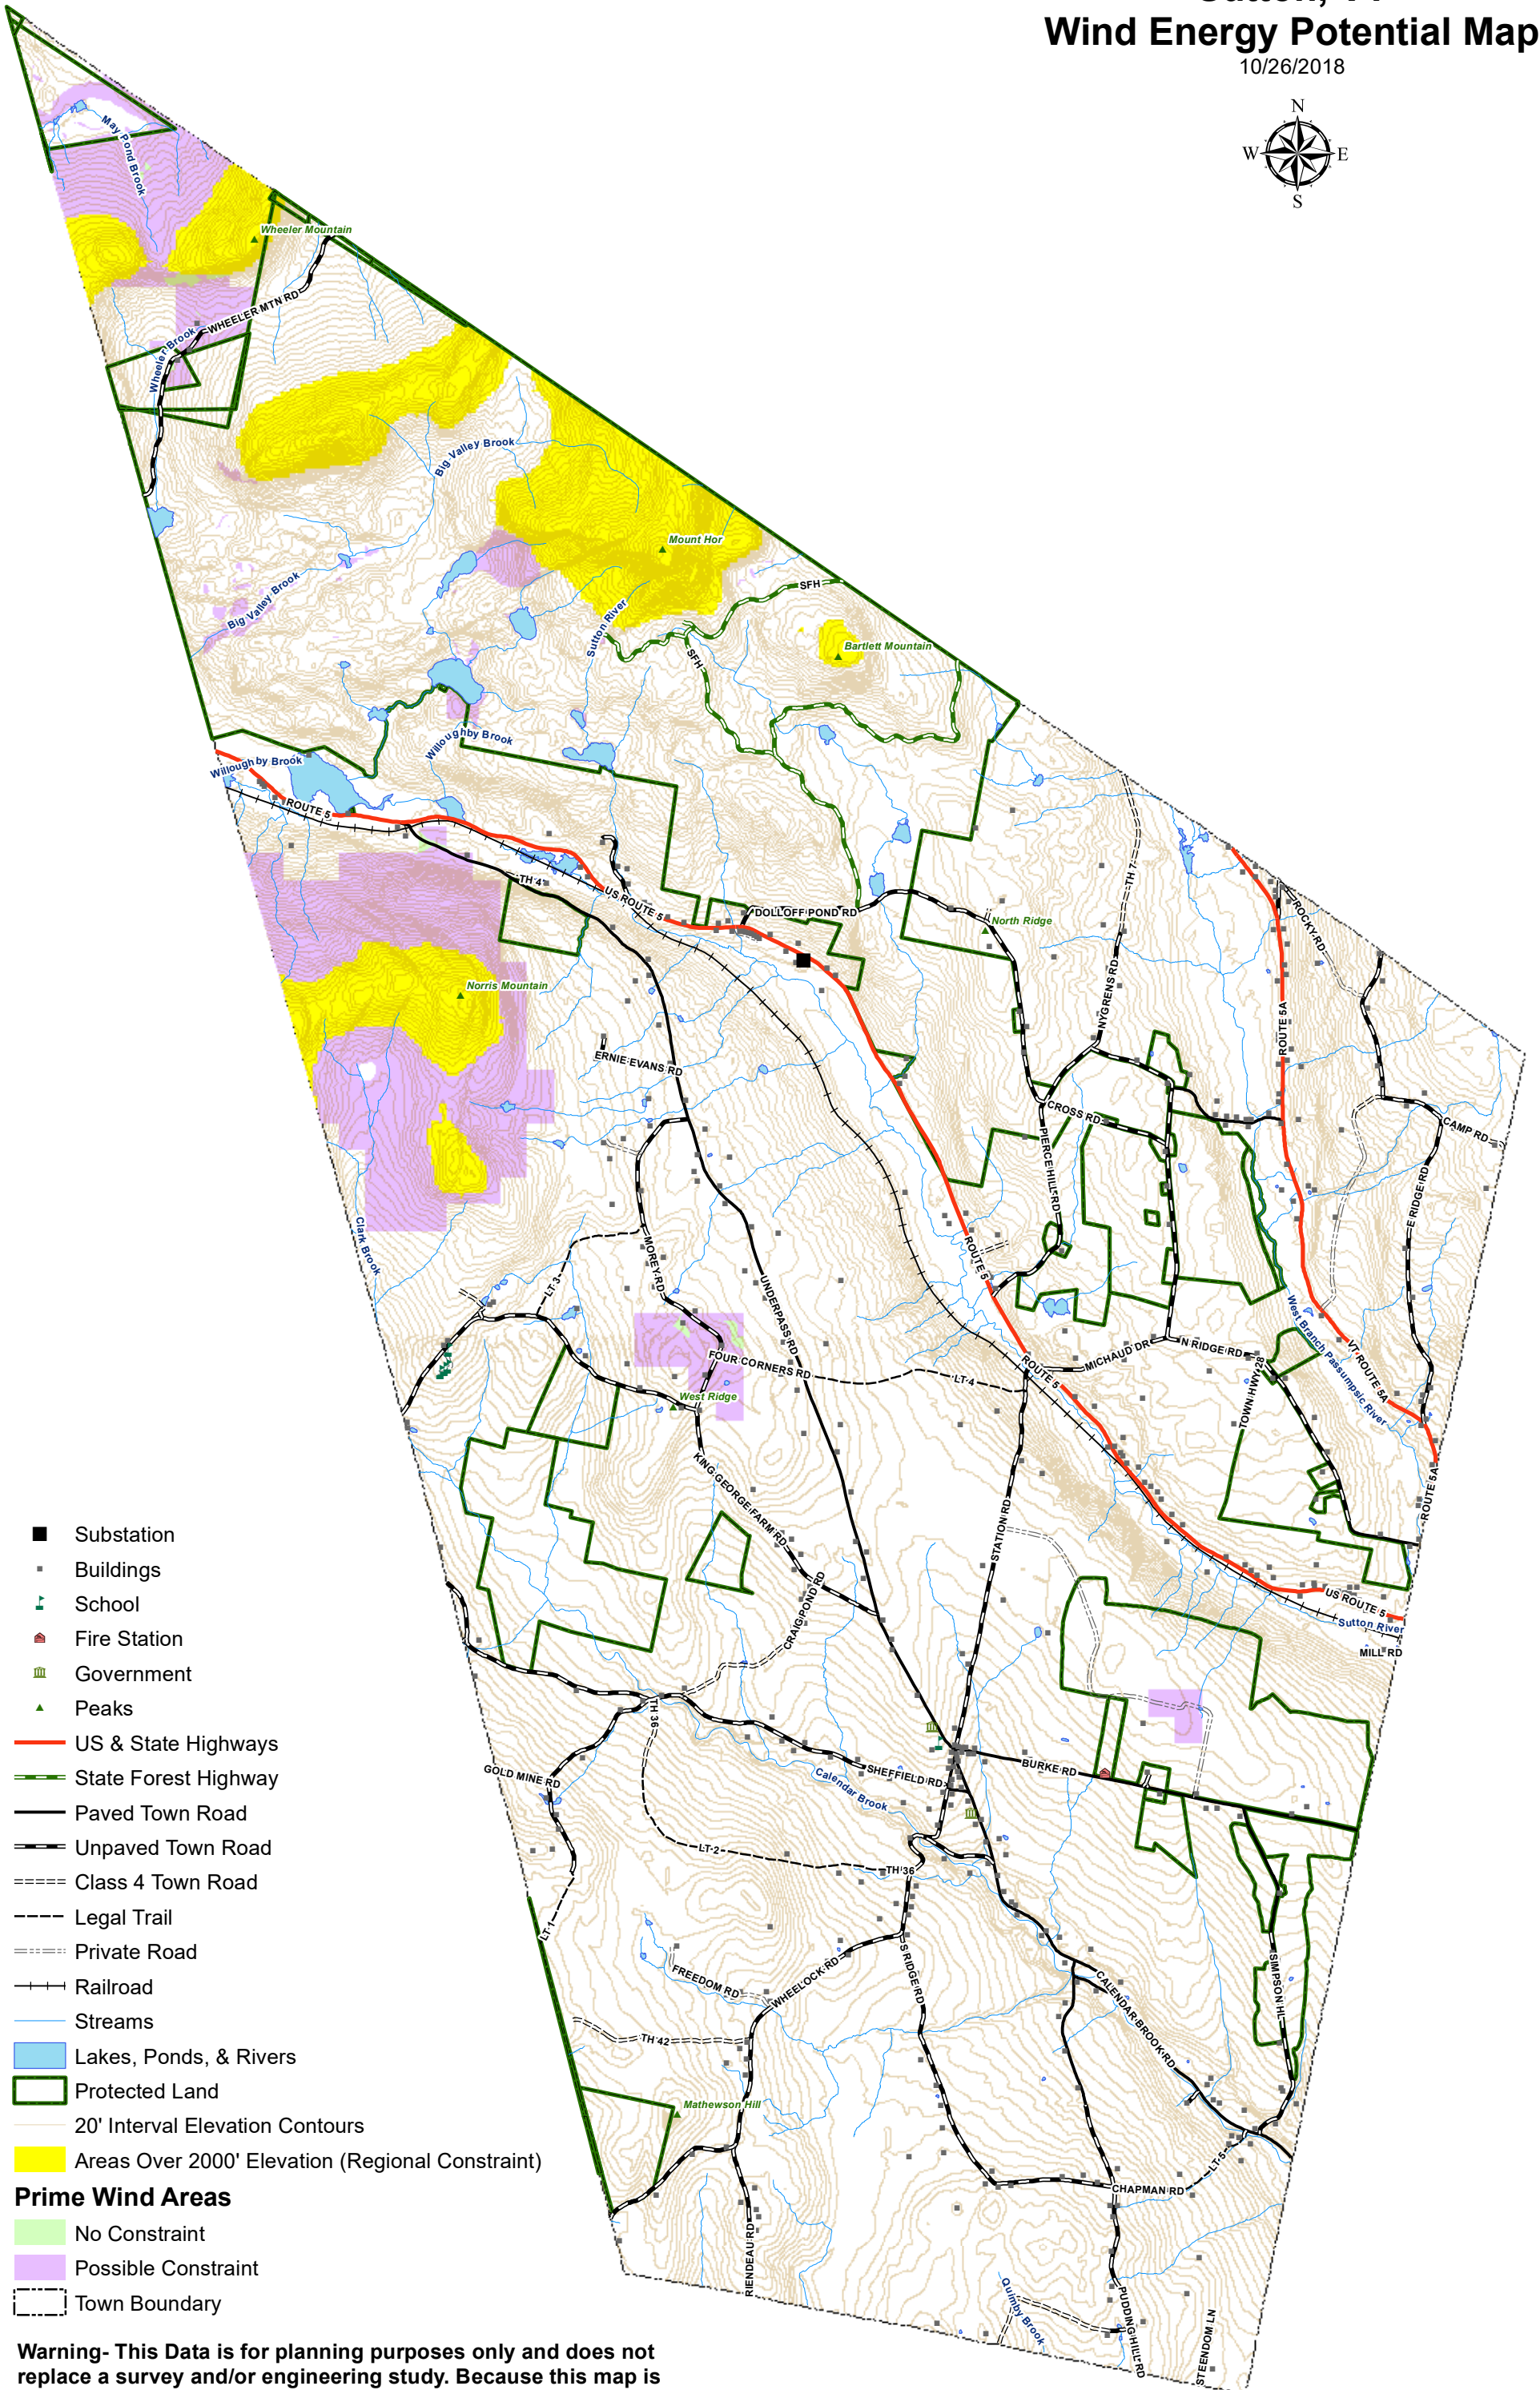 Wind Energy Potential Map
10/26/2018
N
W
E
S
May Pond Brook
Wheeler Mountain
WHEELER MTN RD
Wheeler Brook
Big Valley Brook
Mount Hor
SFH
Big Valley Brook
Sutton River
Bartlett Mountain
SFH
Willoughby Brook
Willoughby Brook
ROUTE 5
TH 4
US ROUTE 5
DOLLOFF POND RD
North Ridge
TH 7
ROCKY RD
Norris Mountain
NYGRENS RD
ROUTE 5A
ERNIE EVANS RD
CROSS RD
CAMP RD
PIERCE HILL RD
E RIDGE RD
Clark Brook
MOREY RD
ROUTE 5
LT 3
UNDERPASS RD
West Branch Passumpsic River
FOUR CORNERS RD
MICHAUD DR
N RIDGE RD
VT ROUTE 5A
LT 4
ROUTE 5
West Ridge
TOWN HWY 28
KING GEORGE FARM RD
ROUTE 5A
STATION RD
CRAIG POND RD
US ROUTE 5
Sutton River
MILL RD
TH 36
GOLD MINE RD
SHEFFIELD RD
BURKE RD
Calendar Brook
LT 2
TH 36
LT 1
S RIDGE RD
WHEELOCK RD
FREEDOM RD
SIMPSON HIL
CALENDAR BROOK RD
TH 42
Mathewson Hill
LT 5
CHAPMAN RD
RIENDEAU RD
Quimby Brook
PUDDING HILL RD
STEENDOM LN
Substation
Buildings
School
Fire Station
Government
Peaks
US & State Highways
State Forest Highway
Paved Town Road
Unpaved Town Road
Class 4 Town Road
Legal Trail
Private Road
Railroad
Streams
Lakes, Ponds, & Rivers
Protected Land
20' Interval Elevation Contours
Areas Over 2000' Elevation (Regional Constraint)
Prime Wind Areas
No Constraint
Possible Constraint
Town Boundary
Warning- This Data is for planning purposes only and does not
replace a survey and/or engineering study. Because this map is